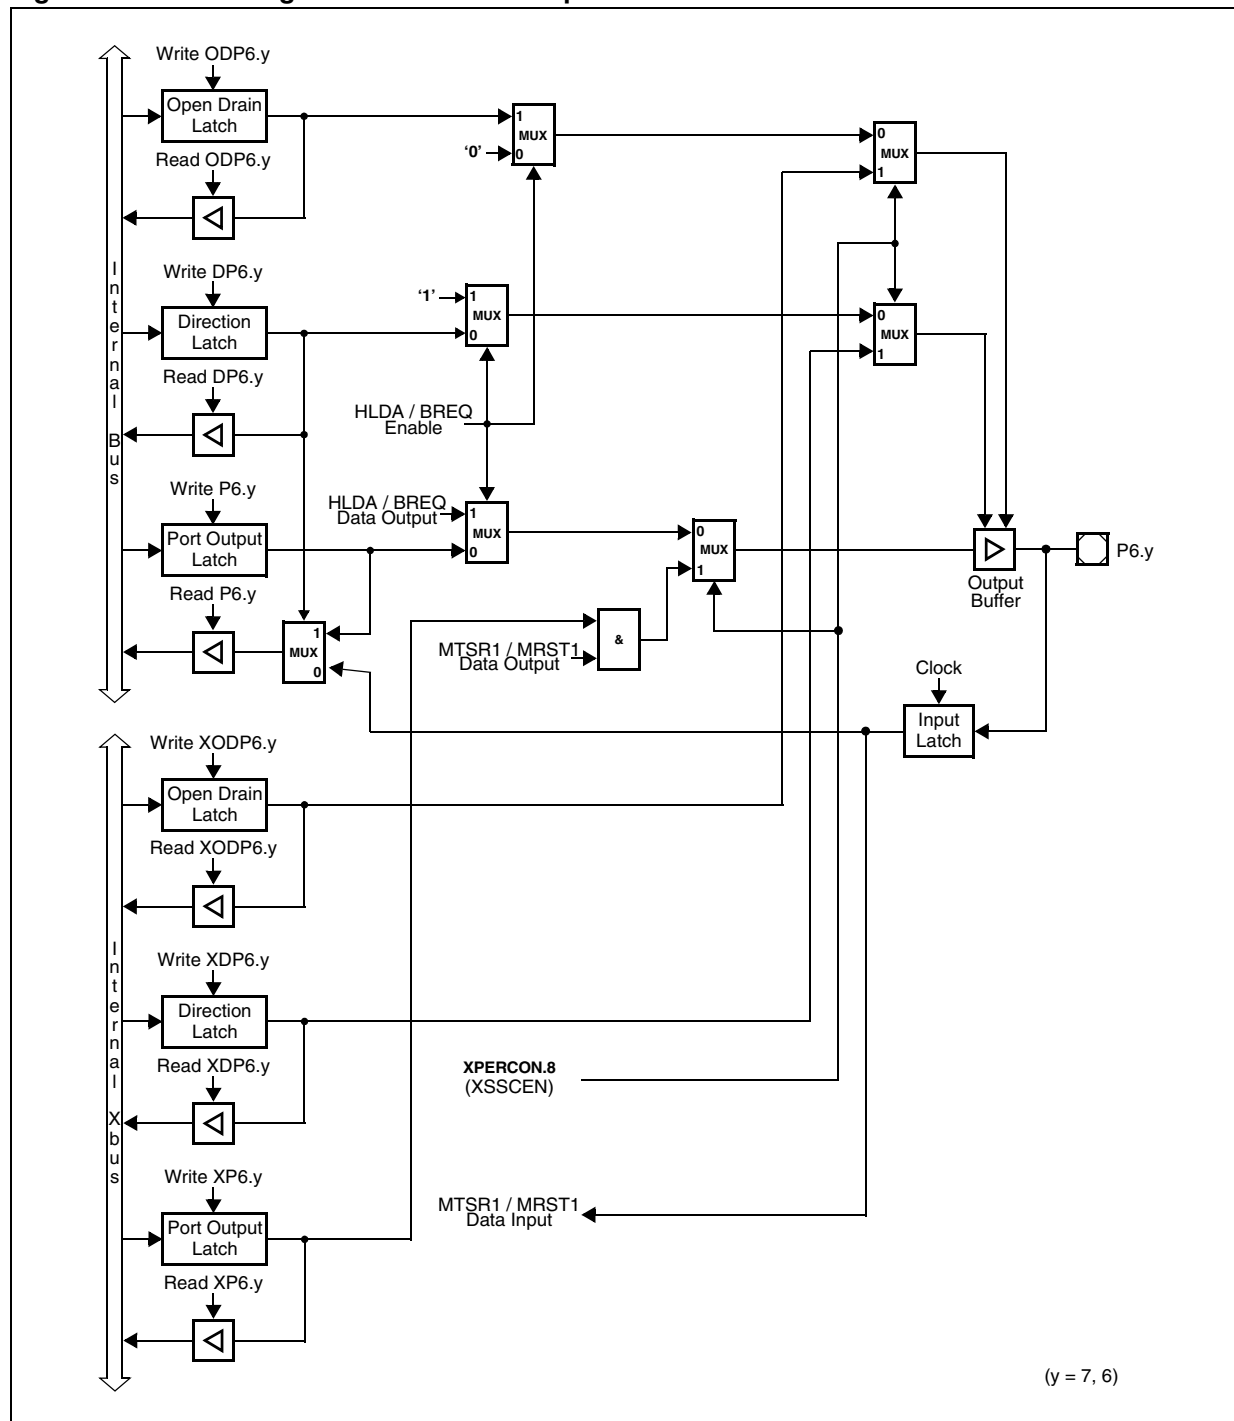 Write ODP6.y
Open Drain
Latch
Read ODP6.y
1
MUX
0
‘0’
0
MUX
1
Internal Bus
Write DP6.y
Direction
Latch
Read DP6.y
‘1’
1
MUX
0
0
MUX
1
HLDA / BREQ
Enable
Write P6.y
Port Output
Latch
Read P6.y
HLDA / BREQ
Data Output
1
MUX
0
0
MUX
1
Output
Buffer
P6.y
1
MUX
0
MTSR1 / MRST1
Data Output
&
Clock
Input
Latch
Internal Xbus
Write XODP6.y
Open Drain
Latch
Read XODP6.y
Write XDP6.y
Direction
Latch
Read XDP6.y
XPERCON.8
(XSSCEN)
Write XP6.y
Port Output
Latch
Read XP6.y
MTSR1 / MRST1
Data Input
(y = 7, 6)